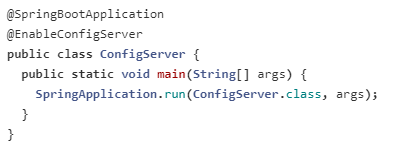 @SpringBootApplication
@EnableConfigServer
public class ConfigServer {
  public static void main(String[] args) {
    SpringApplication.run(ConfigServer.class, args);
  }
}